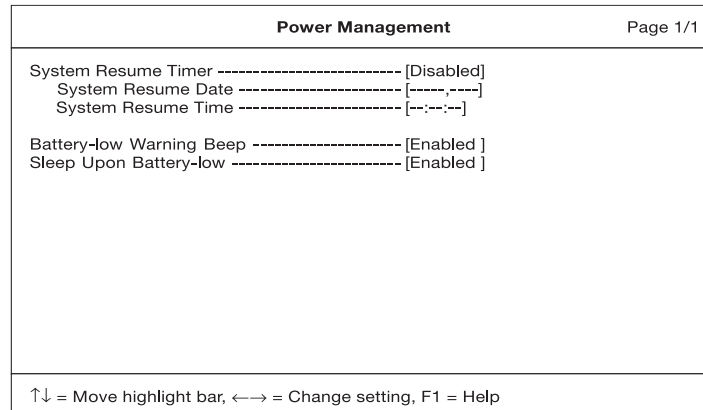 Power Management Page 1/1
System Resume Timer -------------------------- [Disabled]
System Resume Date ----------------------- [-----,----]
System Resume Time ----------------------- [--:--:--]
Battery-low Warning Beep --------------------- [Enabled ]
Sleep Upon Battery-low ------------------------ [Enabled ]
↑↓ = Move highlight bar, ←→ = Change setting, F1 = Help